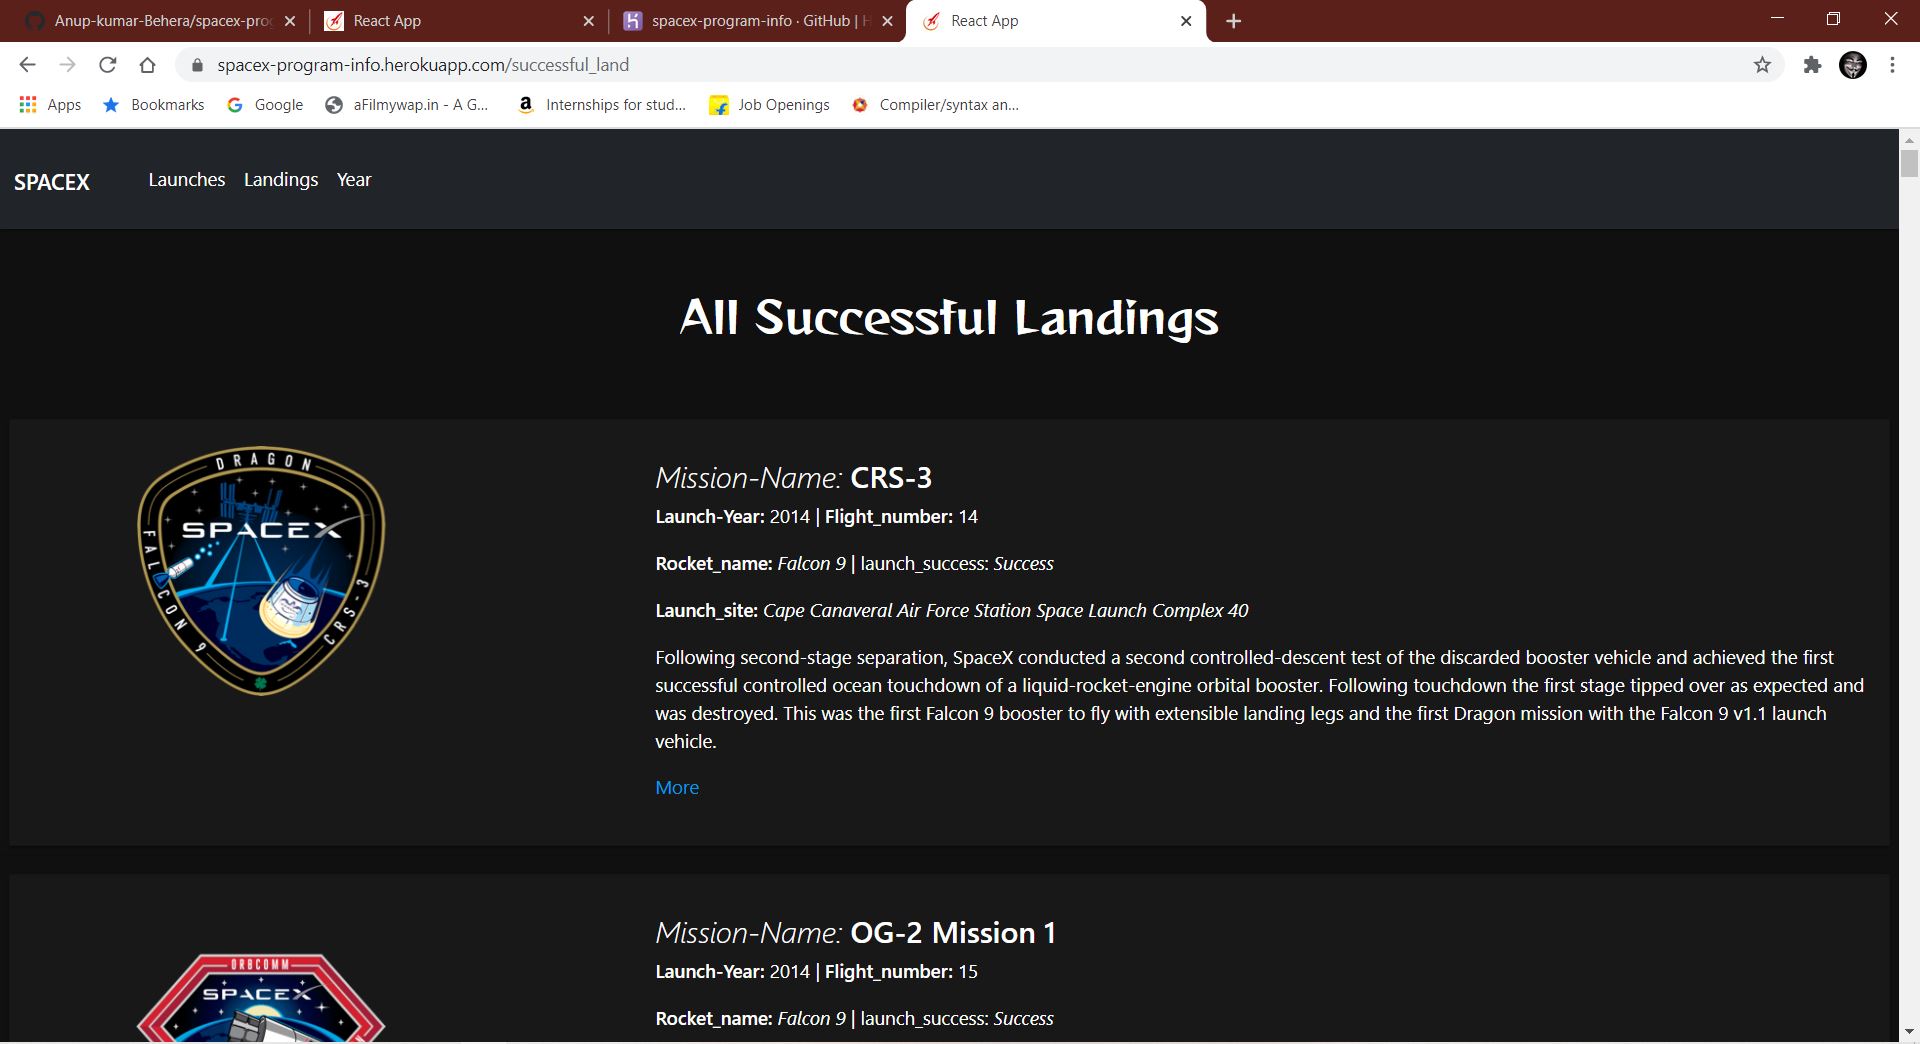 Anup-kumar-Behera/spacex-prog
React App
spacex-program-info · GitHub | H
React App
spacex-program-info.herokuapp.com/successful_land
Apps
Bookmarks
Google
aFilmywap.in - A G...
Internships for stud...
Job Openings
Compiler/syntax an...
SPACEX
Launches
Landings
Year
All Successful Landings
DRAGON
SPACEX
FALCON 9
CRS-3
Mission-Name: CRS-3
Launch-Year: 2014 | Flight_number: 14
Rocket_name: Falcon 9 | launch_success: Success
Launch_site: Cape Canaveral Air Force Station Space Launch Complex 40
Following second-stage separation, SpaceX conducted a second controlled-descent test of the discarded booster vehicle and achieved the first
successful controlled ocean touchdown of a liquid-rocket-engine orbital booster. Following touchdown the first stage tipped over as expected and
was destroyed. This was the first Falcon 9 booster to fly with extensible landing legs and the first Dragon mission with the Falcon 9 v1.1 launch
vehicle.
More
ORBCOMM
SPACEX
Mission-Name: OG-2 Mission 1
Launch-Year: 2014 | Flight_number: 15
Rocket_name: Falcon 9 | launch_success: Success